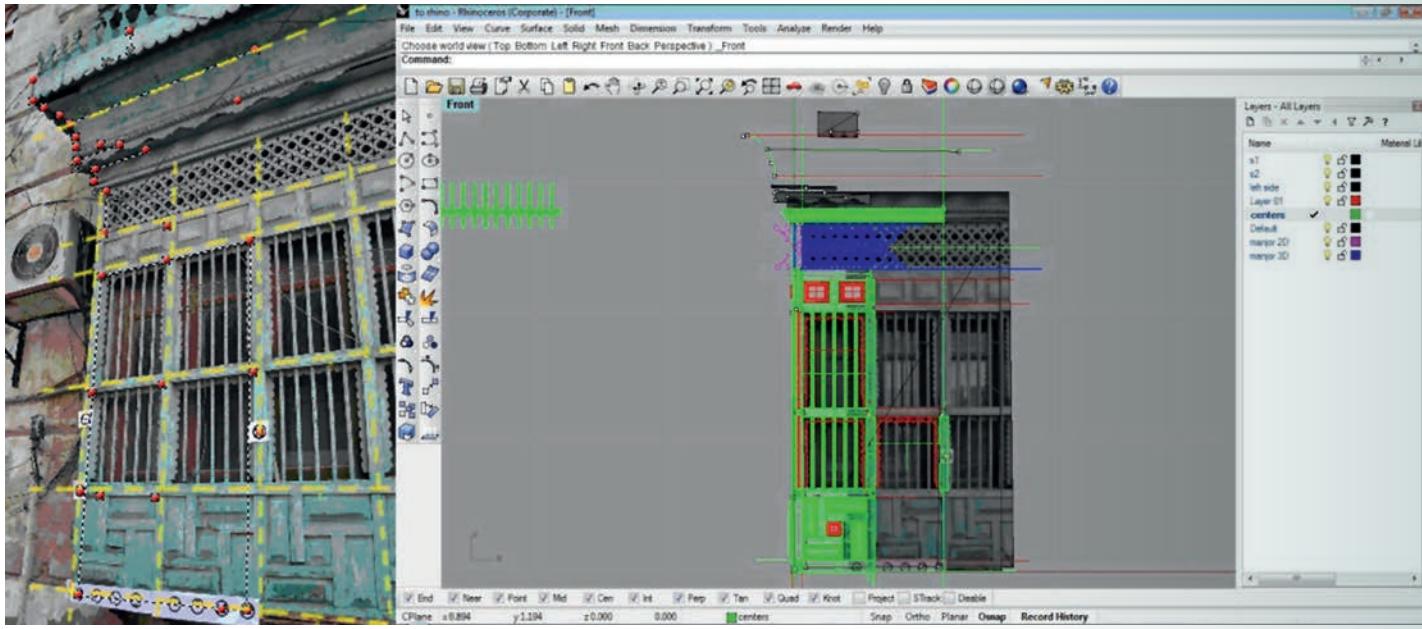 to rhino - Rhinoceros (Corporate) - [Front]
File Edit View Curve Surface Solid Mesh Dimension Transform Tools Analyze Render Help
Choose world view ( Top Bottom Left Right Front Back Perspective ) _Front
Command:
Front
Layers - All Layers
Name Material
s1
s2
left side
Layer 01
centers
Default
manjor 2D
manjor 3D
End Near Point Mid Cen Int Perp Tan Quad Knot Project STrack Disable
CPlane x 8.894 y 1.194 z 0.000 0.000 centers Snap Ortho Planar Osnap Record History